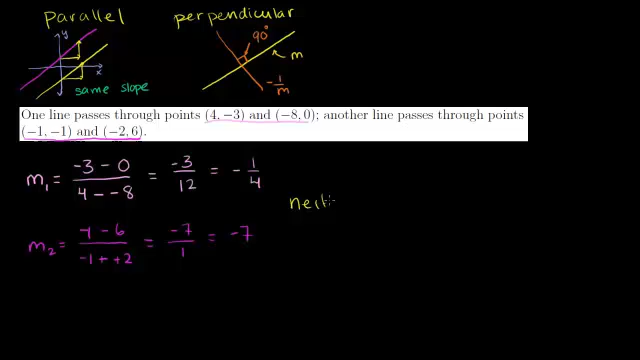 parallel
perpendicular
y
x
same slope
90°
m
-1/m
One line passes through points (4, −3) and (−8, 0); another line passes through points
(−1, −1) and (−2, 6).
m₁ = (-3 - 0)/(4 - -8) = -3/12 = -1/4
m₂ = (-1 - 6)/(-1 + +2) = -7/1 = -7
neit